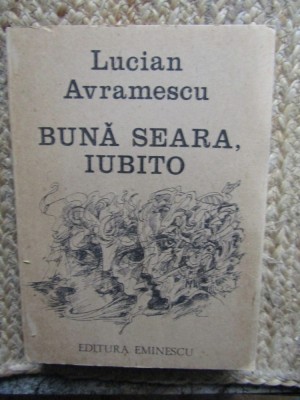 Lucian
Avramescu
BUNĂ SEARA,
IUBITO
EDITURA EMINESCU